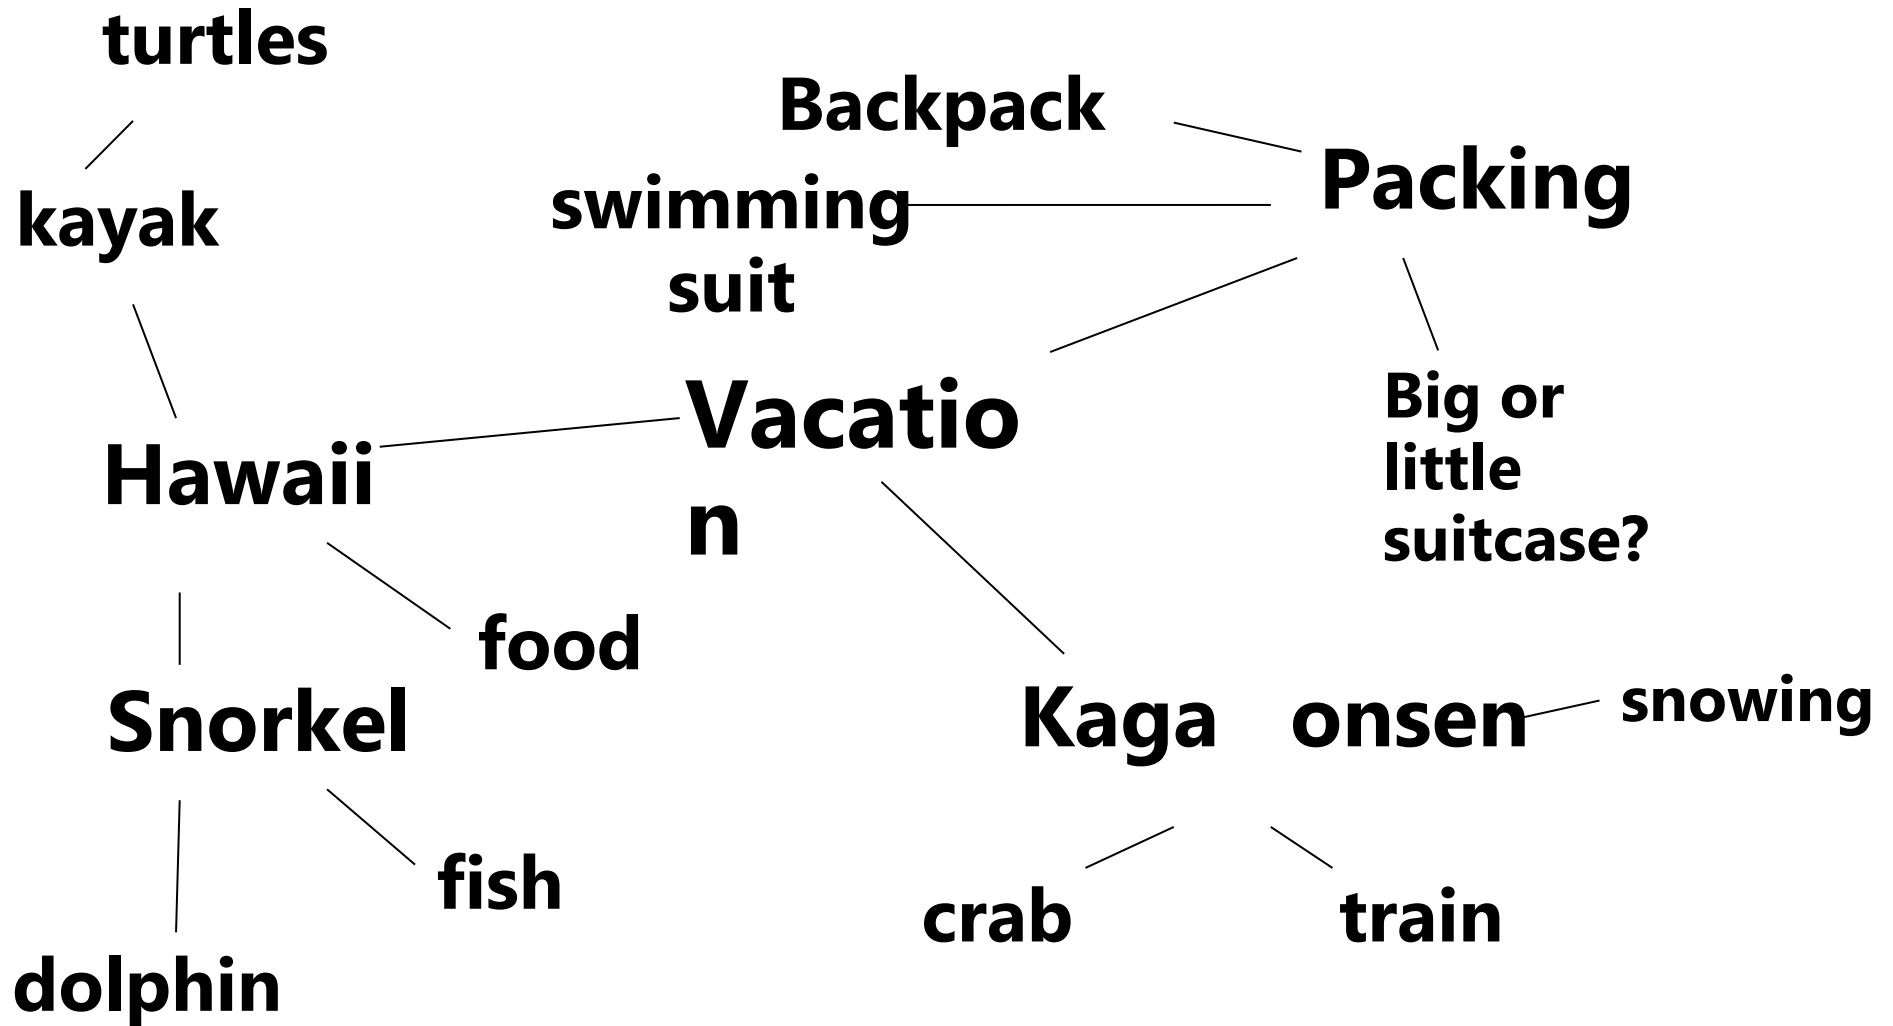 turtles
Backpack
Packing
kayak
swimming
suit
Vacatio
n
Big or
little
suitcase?
Hawaii
food
Snorkel
Kaga onsen
snowing
fish
crab
train
dolphin